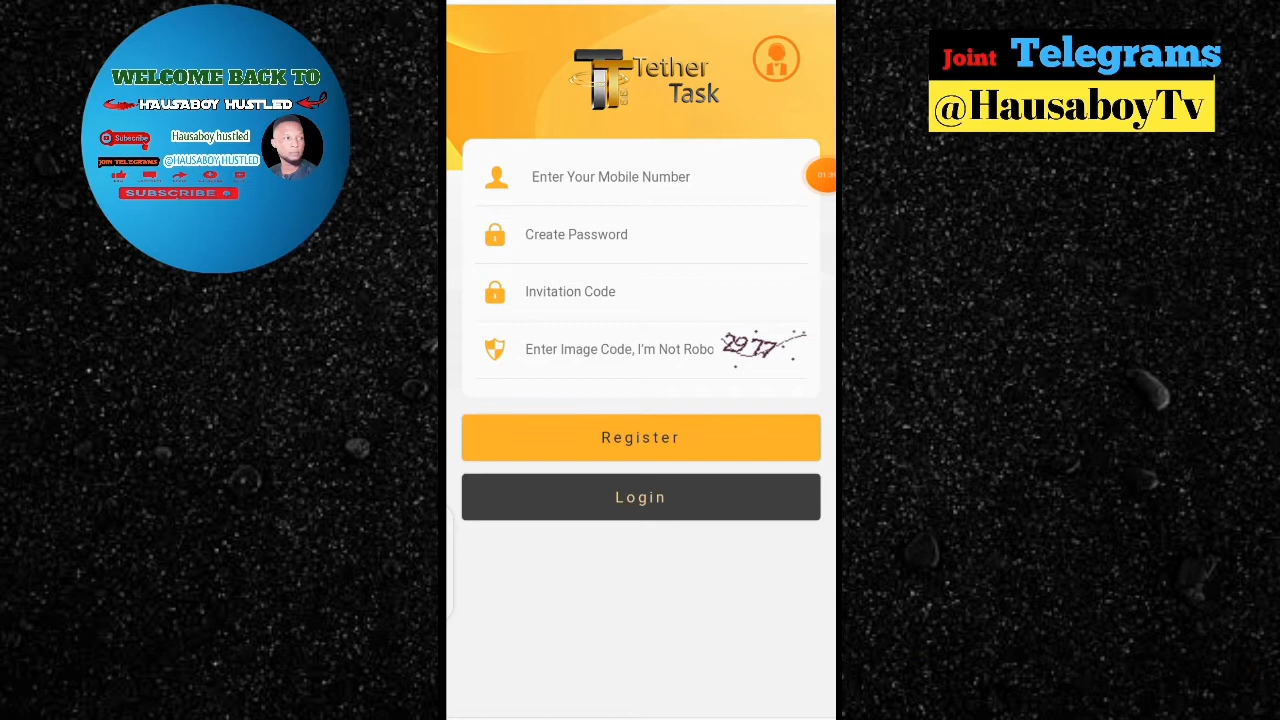 WELCOME BACK TO
HAUSABOY HUSTLED
Subscribe
Hausaboy hustled
JOIN TELEGRAMS
@HAUSABOY HUSTLED
SUBSCRIBE
Tether
Task
Enter Your Mobile Number
Create Password
Invitation Code
Enter Image Code, I'm Not Robo
2977
Register
Login
Joint Telegrams
@HausaboyTv